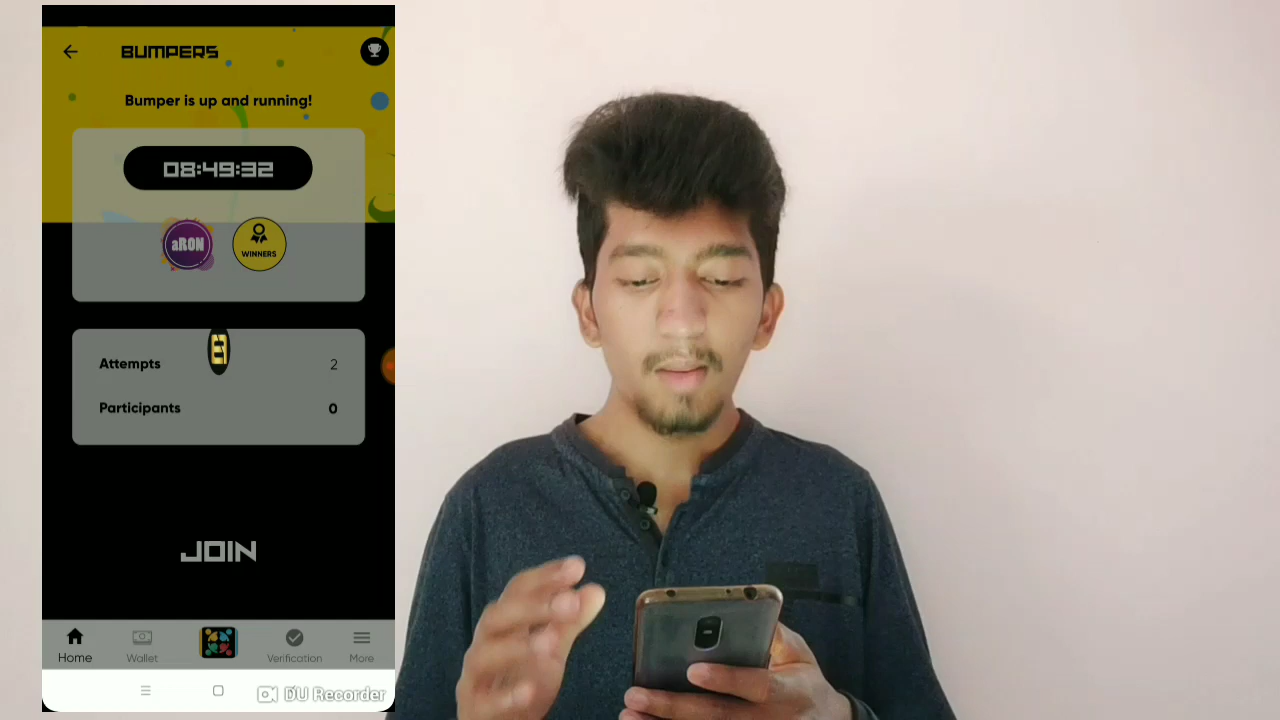 BUMPERS
Bumper is up and running!
08:49:32
aRON
WINNERS
Attempts 2
Participants 0
JOIN
Home Wallet Verification More
DU Recorder